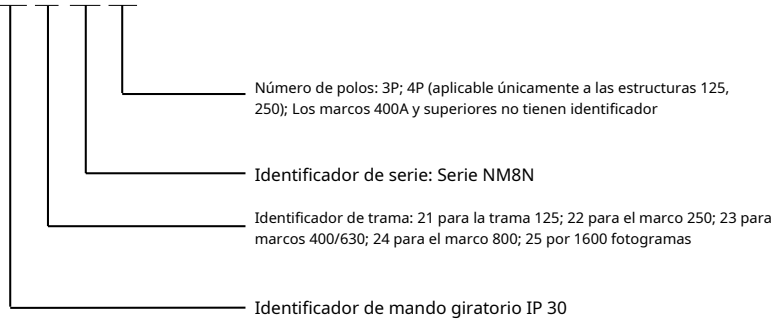 Número de polos: 3P; 4P (aplicable únicamente a las estructuras 125,
250); Los marcos 400A y superiores no tienen identificador
Identificador de serie: Serie NM8N
Identificador de trama: 21 para la trama 125; 22 para el marco 250; 23 para
marcos 400/630; 24 para el marco 800; 25 por 1600 fotogramas
Identificador de mando giratorio IP 30